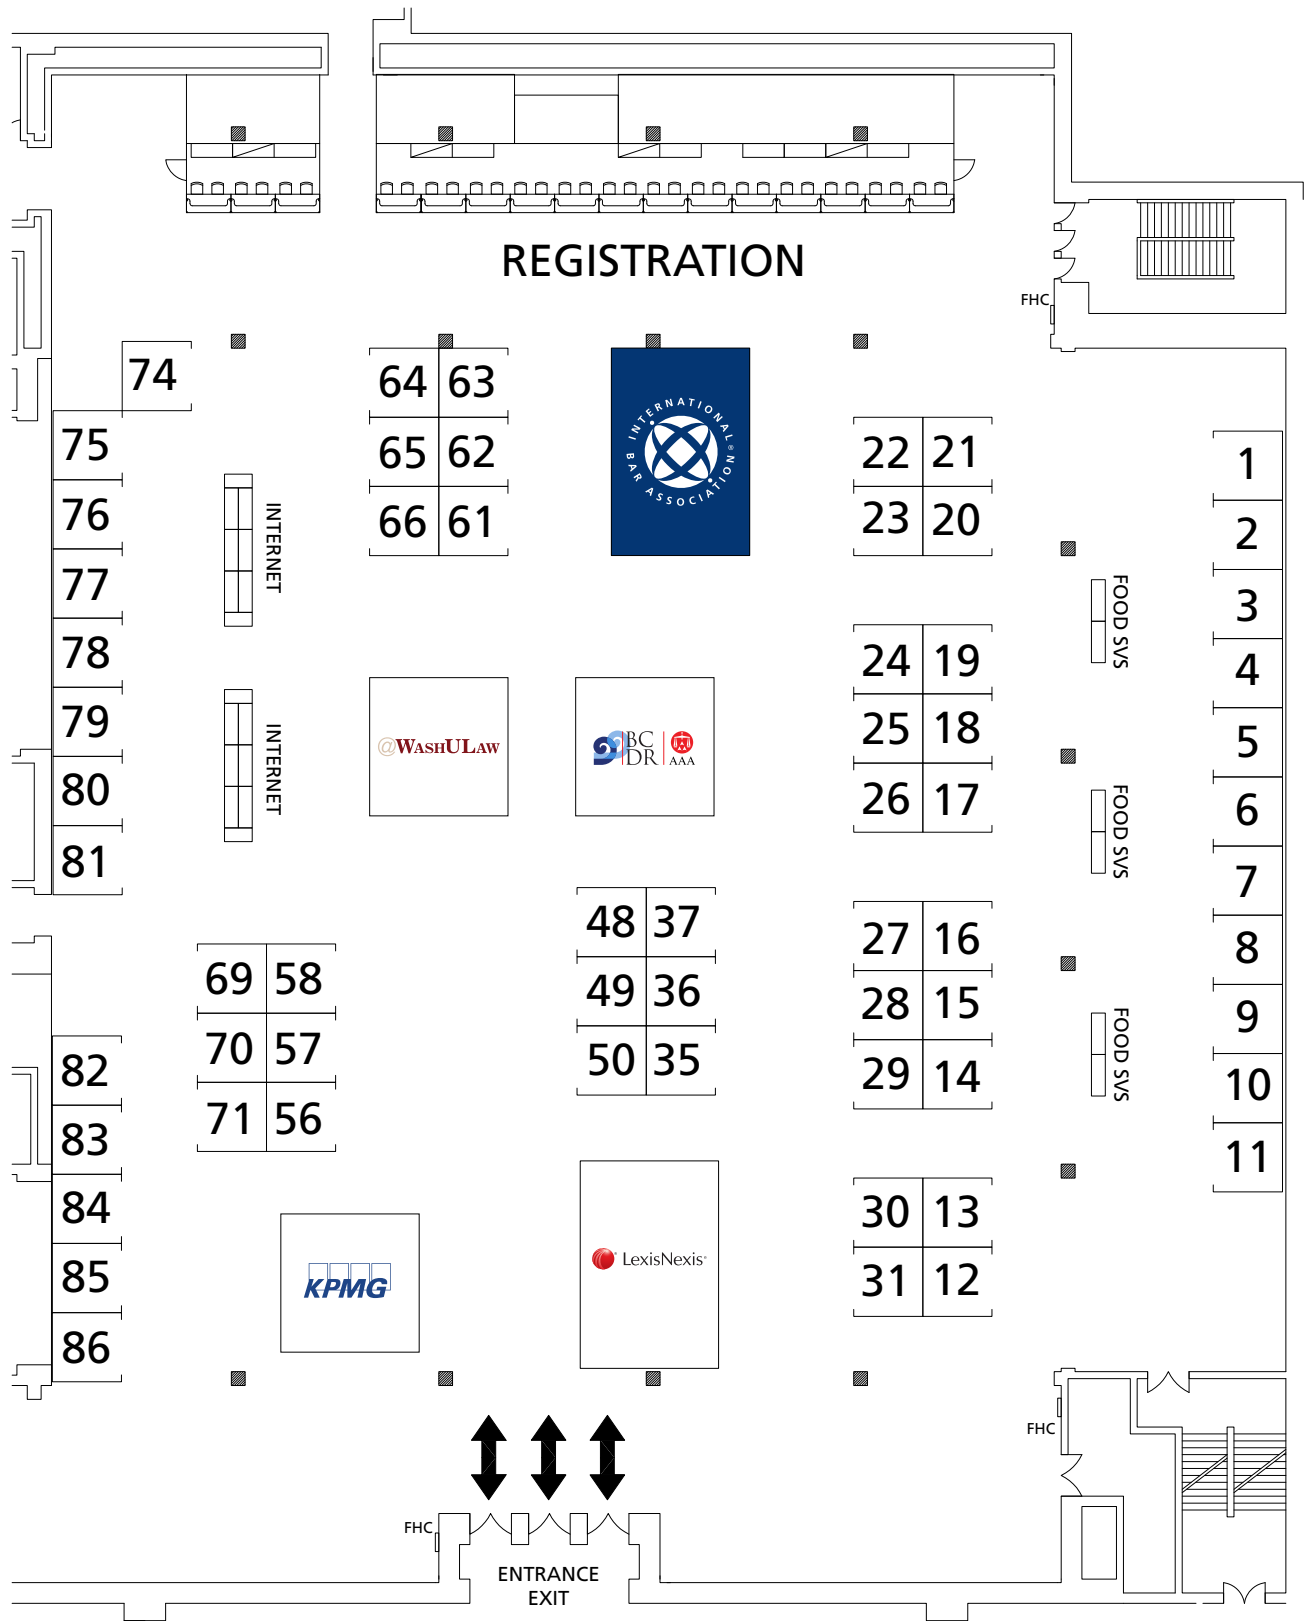 REGISTRATION
FHC
74
64 63
INTERNATIONAL®
BAR ASSOCIATION
75
65 62
22 21
1
76
66 61
23 20
2
INTERNET
77
3
FOOD SVS
78
24 19
4
79
25 18
5
INTERNET
@WASHULAW
BC
DR
AAA
80
26 17
6
FOOD SVS
81
7
48 37
27 16
8
69 58
49 36
28 15
9
70 57
50 35
29 14
10
FOOD SVS
82
71 56
11
83
84
30 13
85
KPMG
LexisNexis®
31 12
86
FHC
FHC
ENTRANCE
EXIT